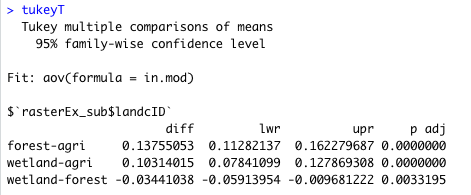 > tukeyT
  Tukey multiple comparisons of means
    95% family-wise confidence level

Fit: aov(formula = in.mod)

$`rasterEx_sub$landcID`
                      diff         lwr          upr     p adj
forest-agri     0.13755053  0.11282137  0.162279687 0.0000000
wetland-agri    0.10314015  0.07841099  0.127869308 0.0000000
wetland-forest -0.03441038 -0.05913954 -0.009681222 0.0033195